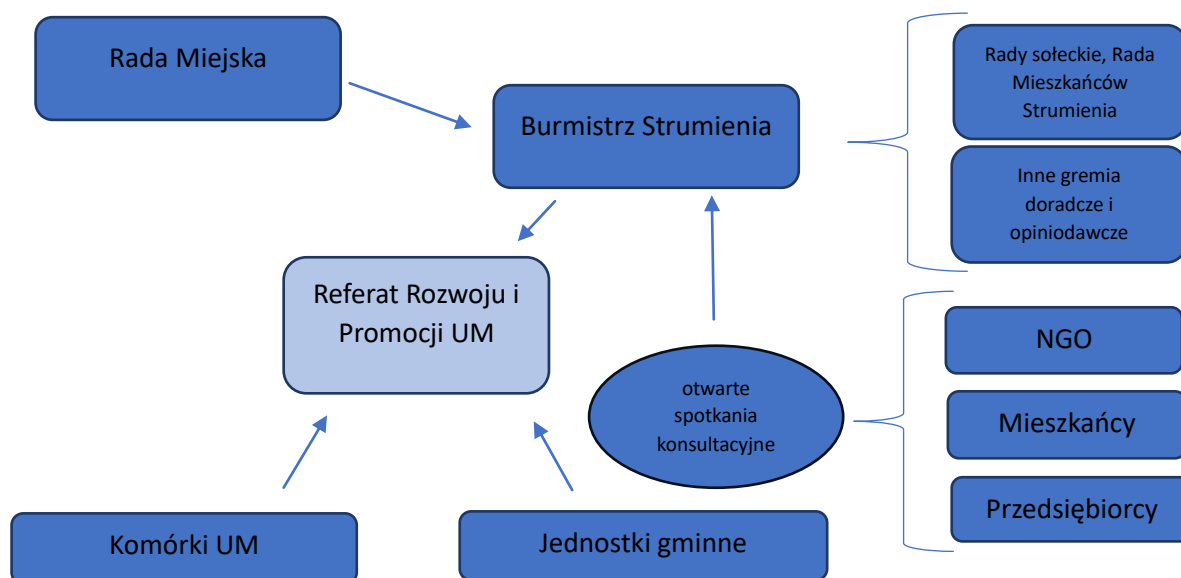 Rada Miejska
Burmistrz Strumienia
Rady sołeckie, Rada
Mieszkańców
Strumienia
Inne gremia
doradcze i
opiniodawcze
Referat Rozwoju i
Promocji UM
otwarte
spotkania
konsultacyjne
NGO
Mieszkańcy
Przedsiębiorcy
Komórki UM
Jednostki gminne